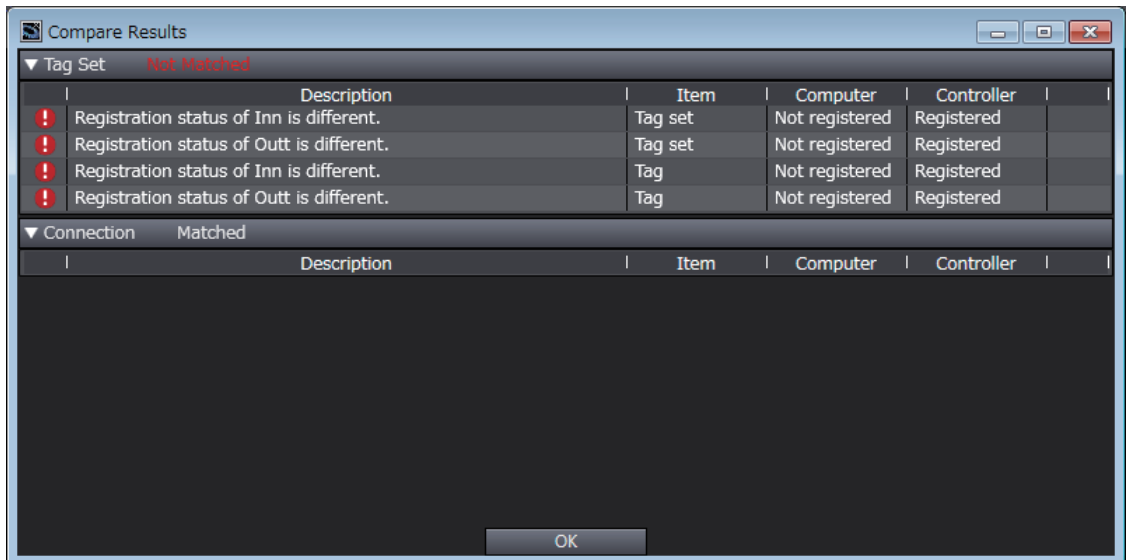 Compare Results
Tag Set Not Matched
Description Item Computer Controller
Registration status of Inn is different. Tag set Not registered Registered
Registration status of Outt is different. Tag set Not registered Registered
Registration status of Inn is different. Tag Not registered Registered
Registration status of Outt is different. Tag Not registered Registered
Connection Matched
Description Item Computer Controller
OK